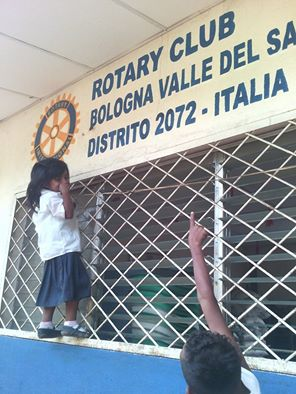 ROTARY CLUB
BOLOGNA VALLE DEL
DISTRITO 2072 - ITALIA